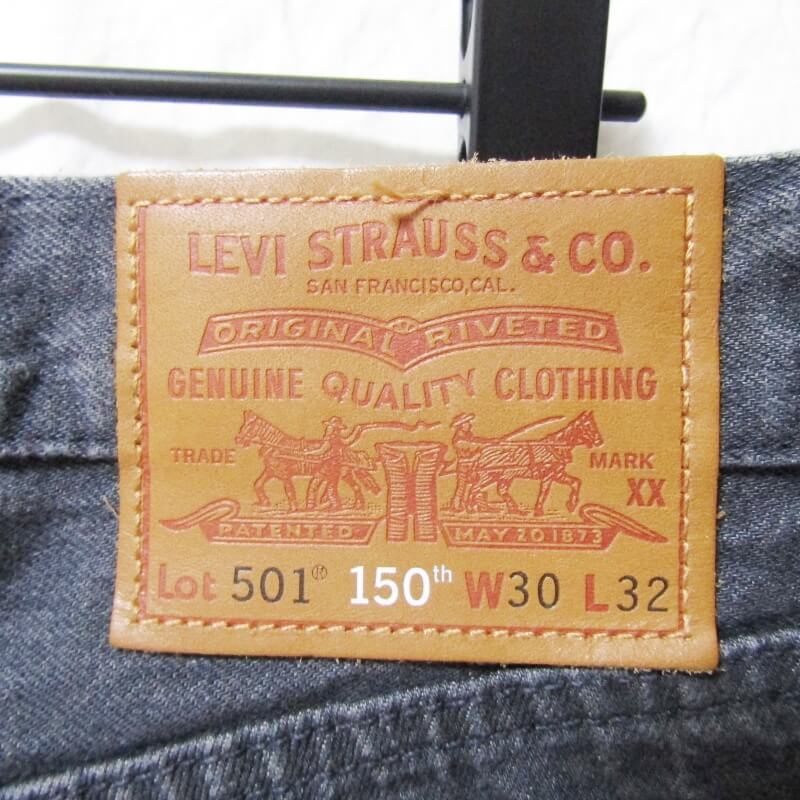 LEVI STRAUSS & CO.
SAN FRANCISCO, CAL.
ORIGINAL RIVETED
GENUINE QUALITY CLOTHING
TRADE MARK
XX
PATENTED MAY 20 1873
Lot 501® 150th W30 L32